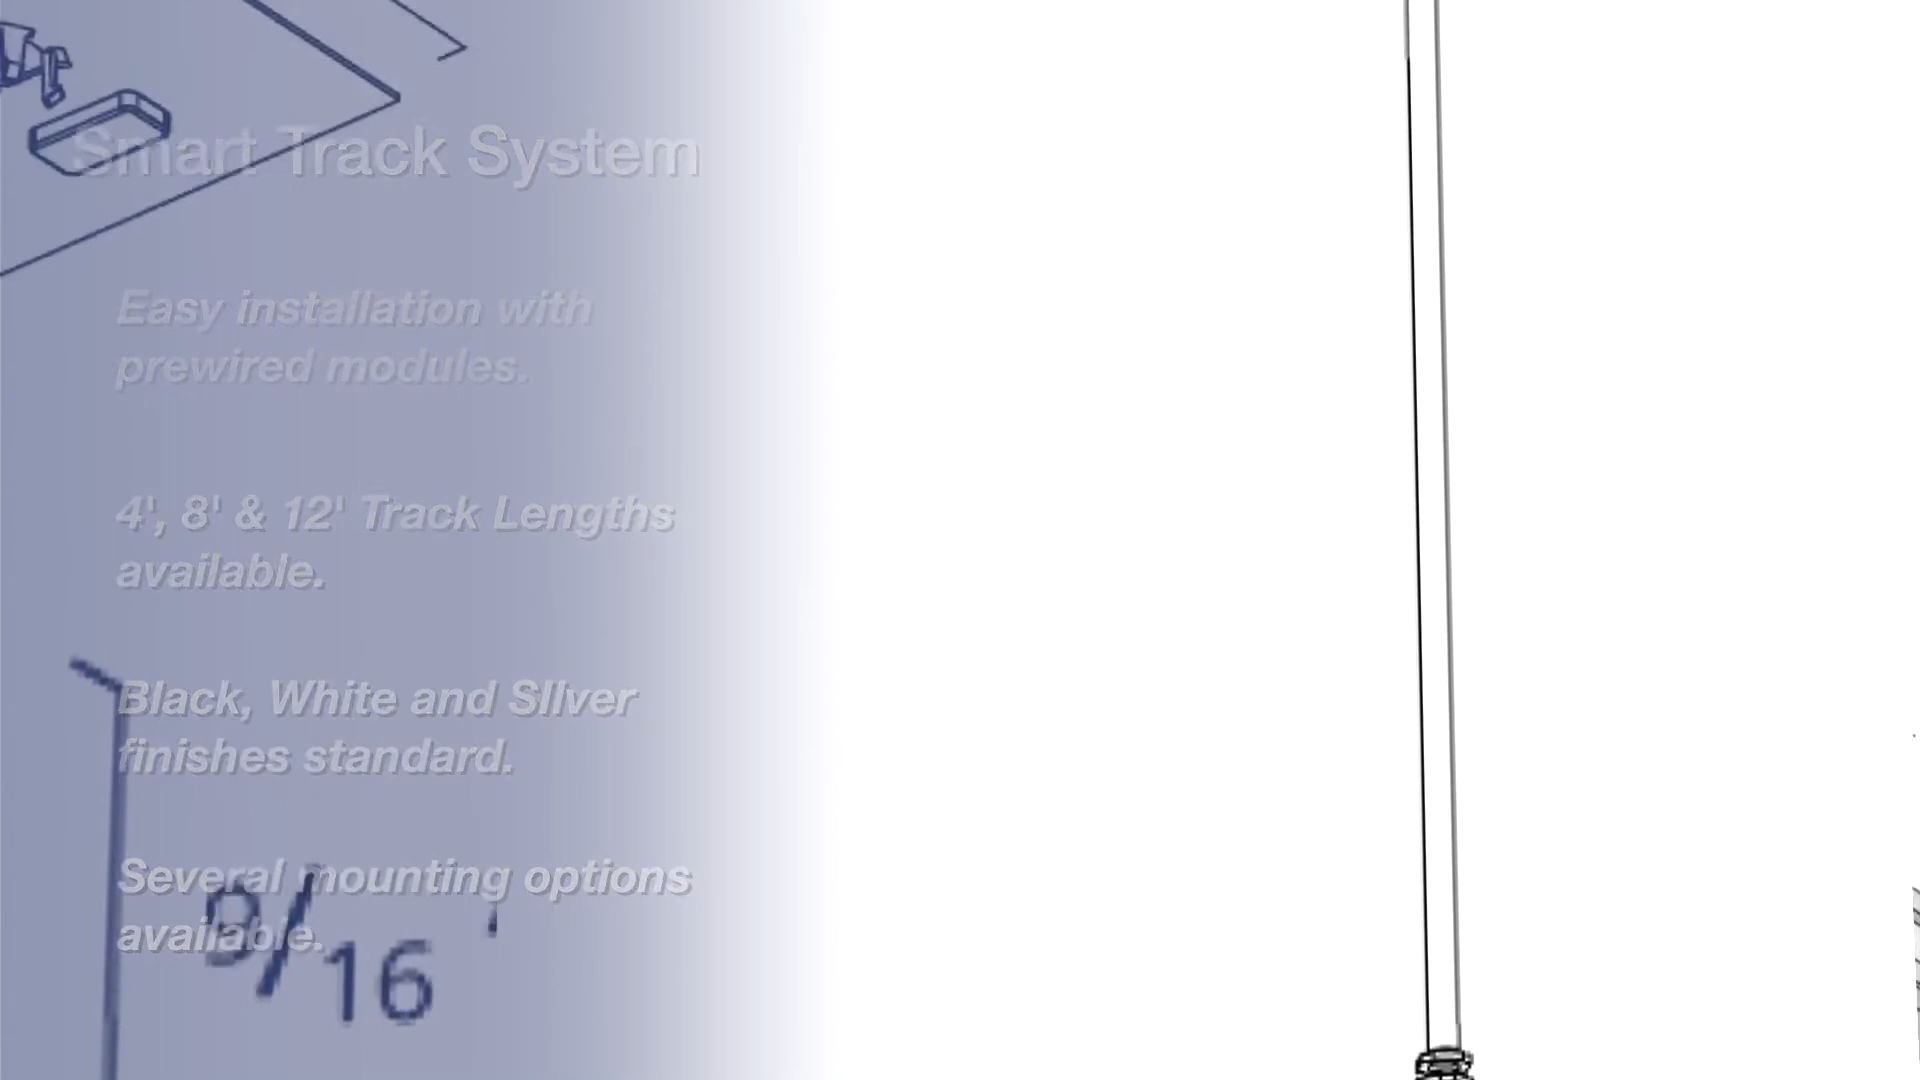 Smart Track System
Easy installation with
prewired modules.
4', 8' & 12' Track Lengths
available.
Black, White and SIlver
finishes standard.
Several mounting options
available.
9/16 '